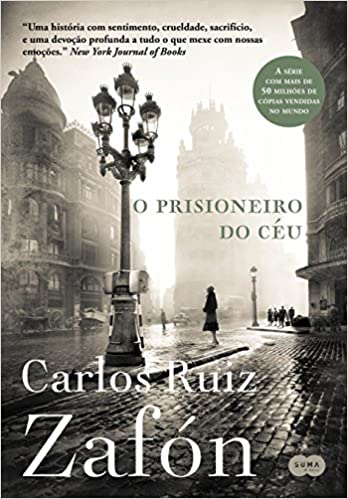 “Uma história com sentimento, crueldade, sacrifício,
e uma devoção profunda a tudo o que mexe com nossas
emoções.” New York Journal of Books
A SÉRIE
COM MAIS DE
50 MILHÕES DE
CÓPIAS VENDIDAS
NO MUNDO
O PRISIONEIRO
DO CÉU
Carlos Ruiz
Zafón
SUMA